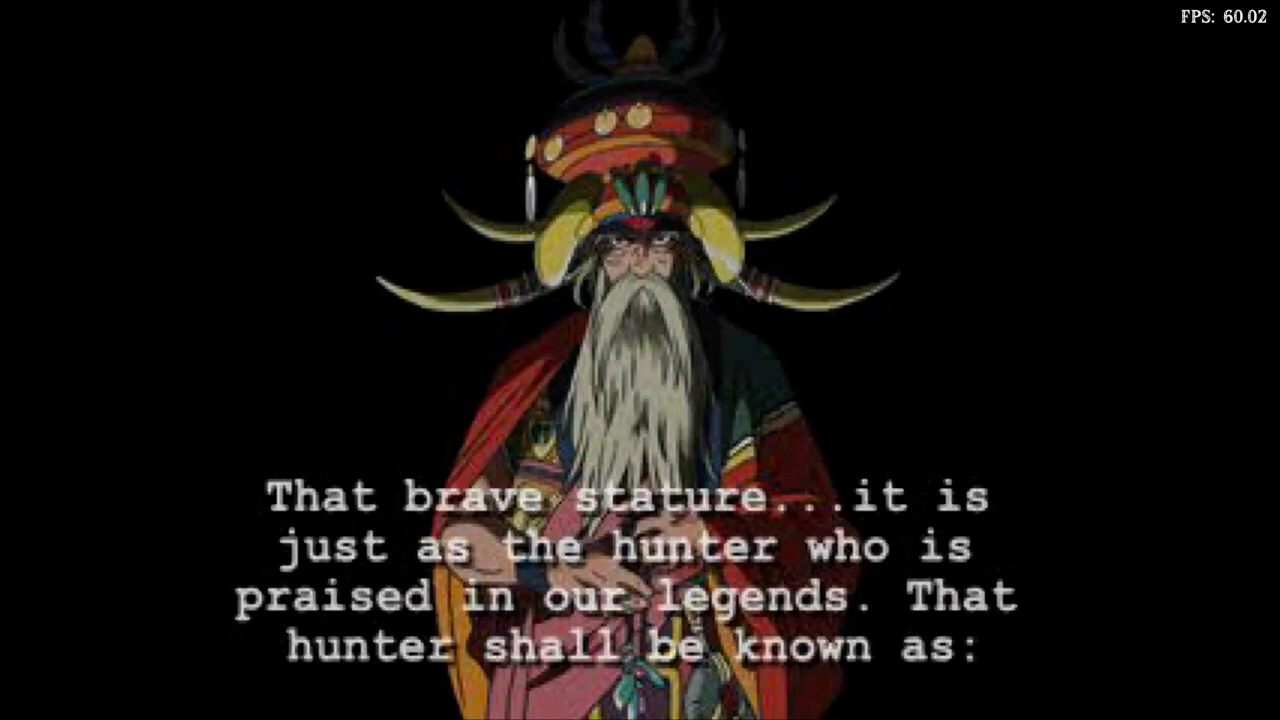 FPS: 60.02
That brave stature...it is
just as the hunter who is
praised in our legends. That
hunter shall be known as: